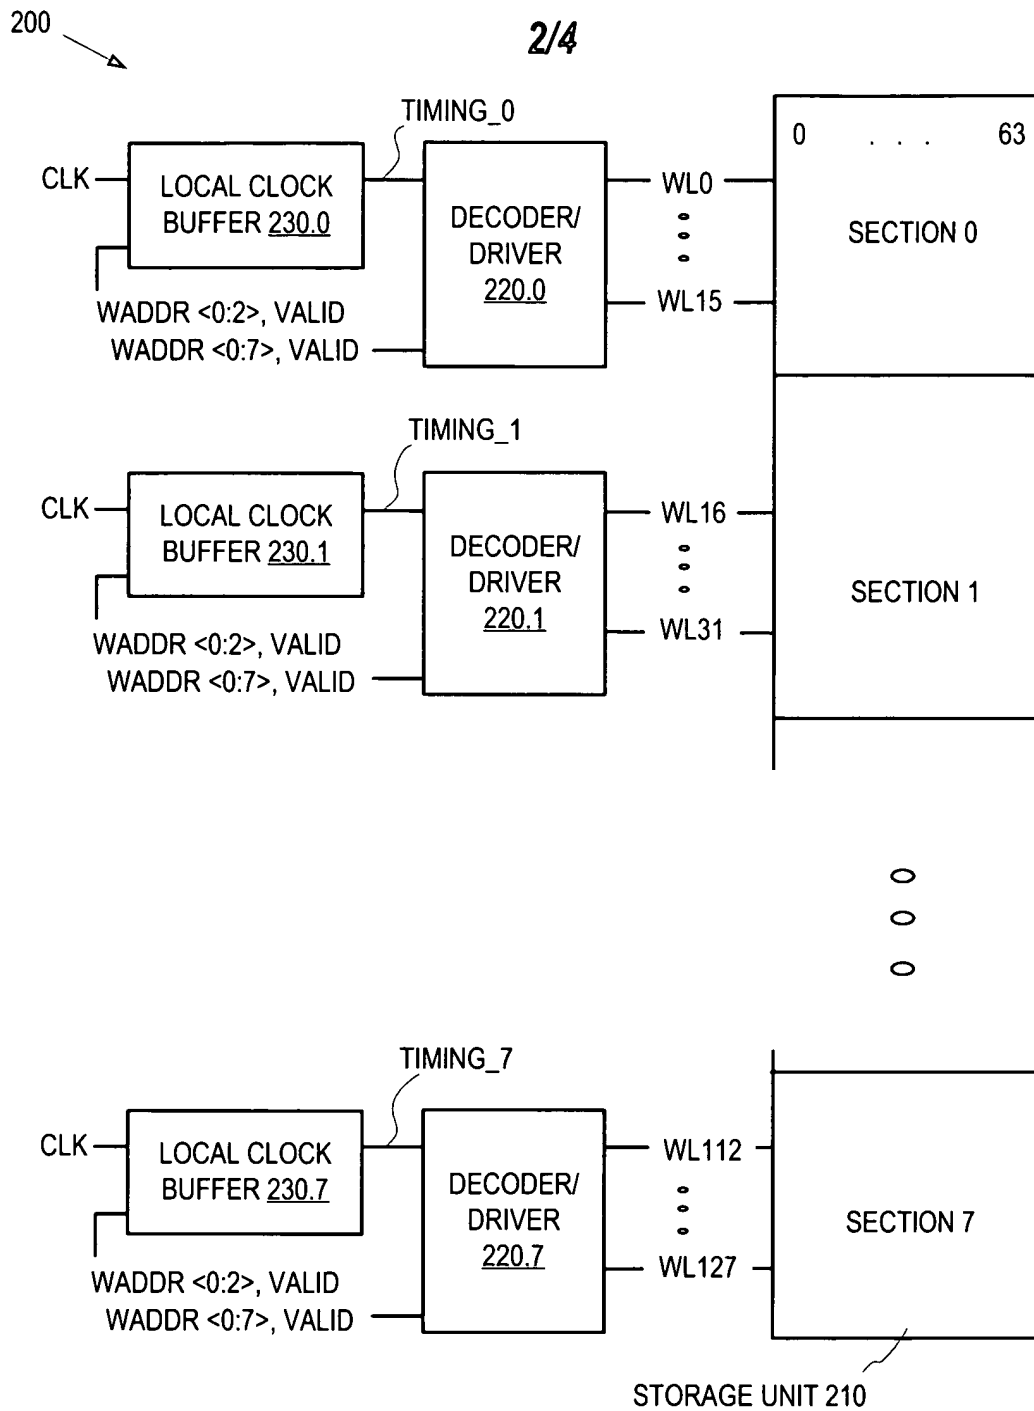 200
2/4
TIMING_0
0 . . . 63
CLK
LOCAL CLOCK
BUFFER 230.0
DECODER/
DRIVER
220.0
WL0
WL15
SECTION 0
WADDR <0:2>, VALID
WADDR <0:7>, VALID
TIMING_1
CLK
LOCAL CLOCK
BUFFER 230.1
DECODER/
DRIVER
220.1
WL16
WL31
SECTION 1
WADDR <0:2>, VALID
WADDR <0:7>, VALID
TIMING_7
CLK
LOCAL CLOCK
BUFFER 230.7
DECODER/
DRIVER
220.7
WL112
WL127
SECTION 7
WADDR <0:2>, VALID
WADDR <0:7>, VALID
STORAGE UNIT 210